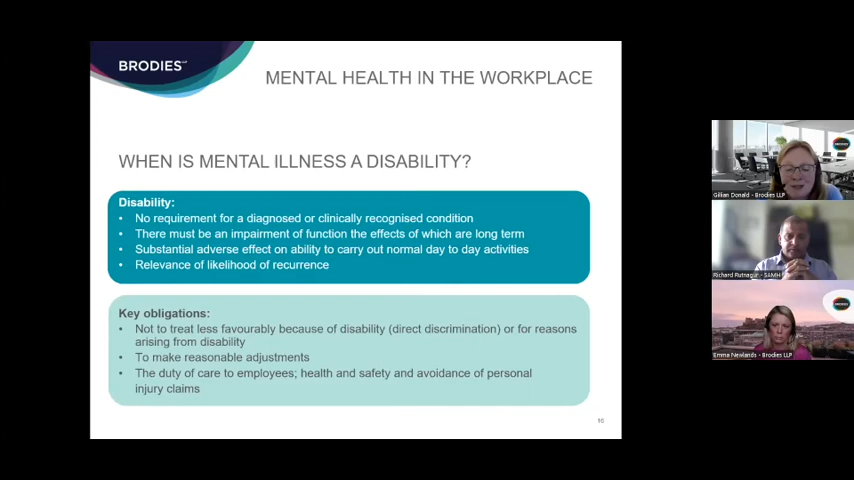 BRODIES LLP
MENTAL HEALTH IN THE WORKPLACE
WHEN IS MENTAL ILLNESS A DISABILITY?
Disability:
• No requirement for a diagnosed or clinically recognised condition
• There must be an impairment of function the effects of which are long term
• Substantial adverse effect on ability to carry out normal day to day activities
• Relevance of likelihood of recurrence
Key obligations:
• Not to treat less favourably because of disability (direct discrimination) or for reasons
arising from disability
• To make reasonable adjustments
• The duty of care to employees; health and safety and avoidance of personal
injury claims
10
Gillian Donald - Brodies LLP
Richard Rutnagur - SAMH
Emma Newlands - Brodies LLP